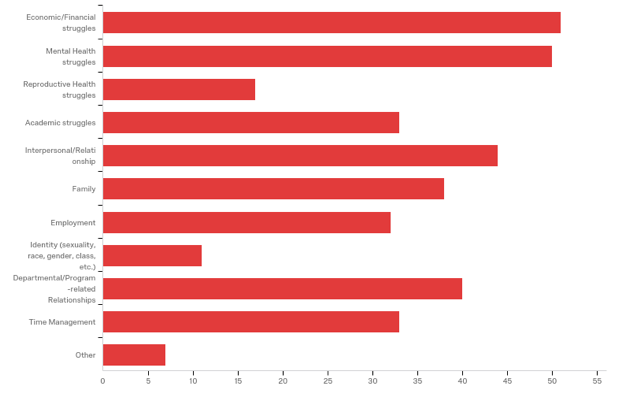 Economic/Financial
struggles
Mental Health
struggles
Reproductive Health
struggles
Academic struggles
Interpersonal/Relati
onship
Family
Employment
Identity (sexuality,
race, gender, class,
etc.)
Departmental/Program
-related
Relationships
Time Management
Other
0 5 10 15 20 25 30 35 40 45 50 55